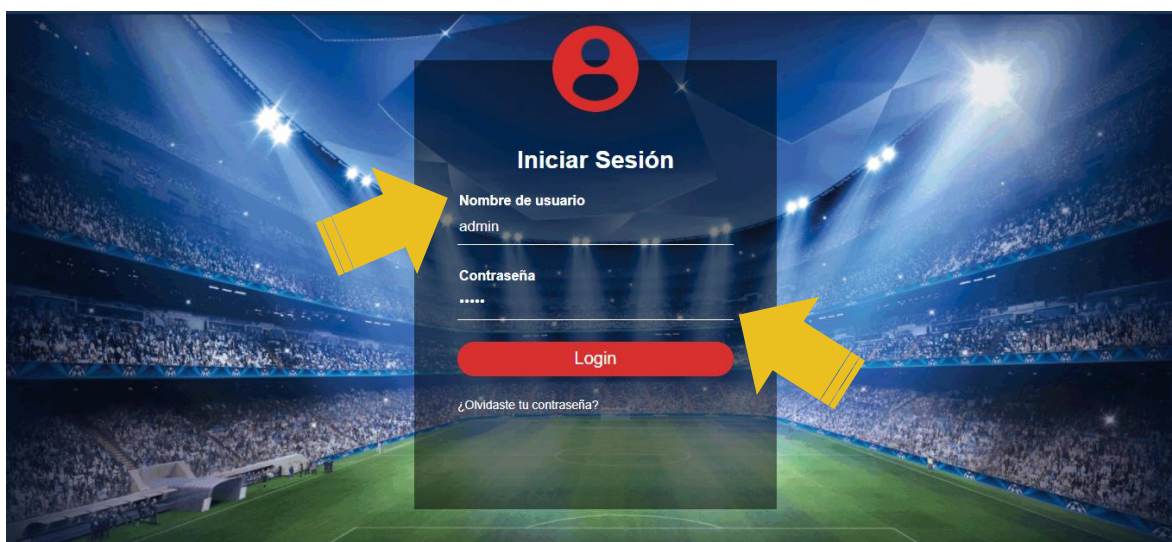 Iniciar Sesión
Nombre de usuario
admin
Contraseña
•••••
Login
¿Olvidaste tu contraseña?